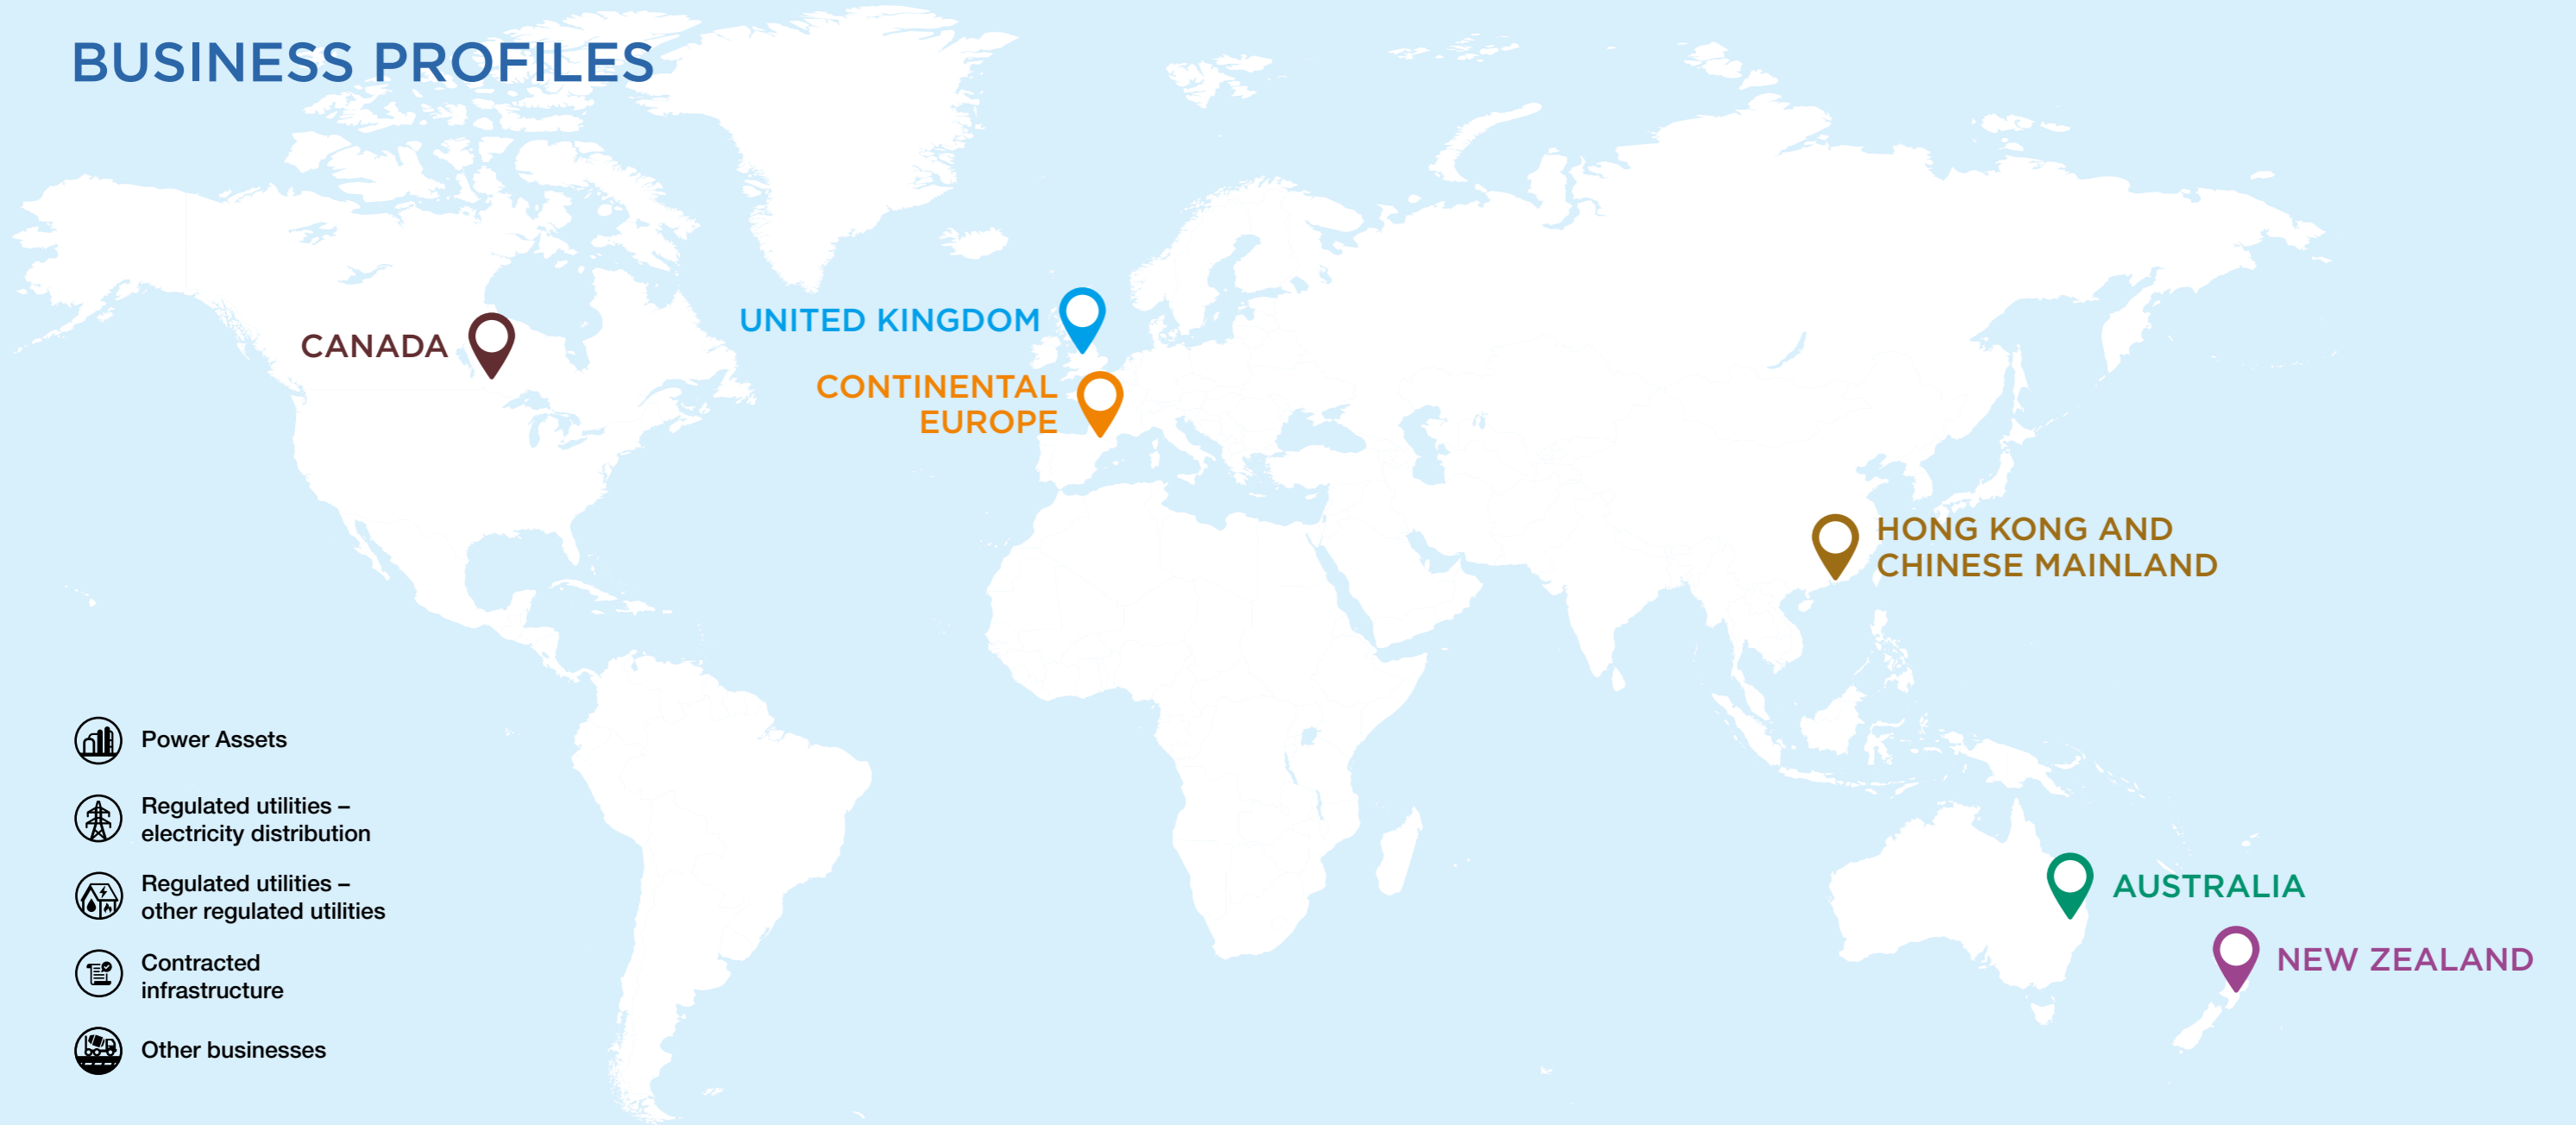 BUSINESS PROFILES
CANADA
UNITED KINGDOM
CONTINENTAL
EUROPE
HONG KONG AND
CHINESE MAINLAND
AUSTRALIA
NEW ZEALAND
Power Assets
Regulated utilities –
electricity distribution
Regulated utilities –
other regulated utilities
Contracted
infrastructure
Other businesses